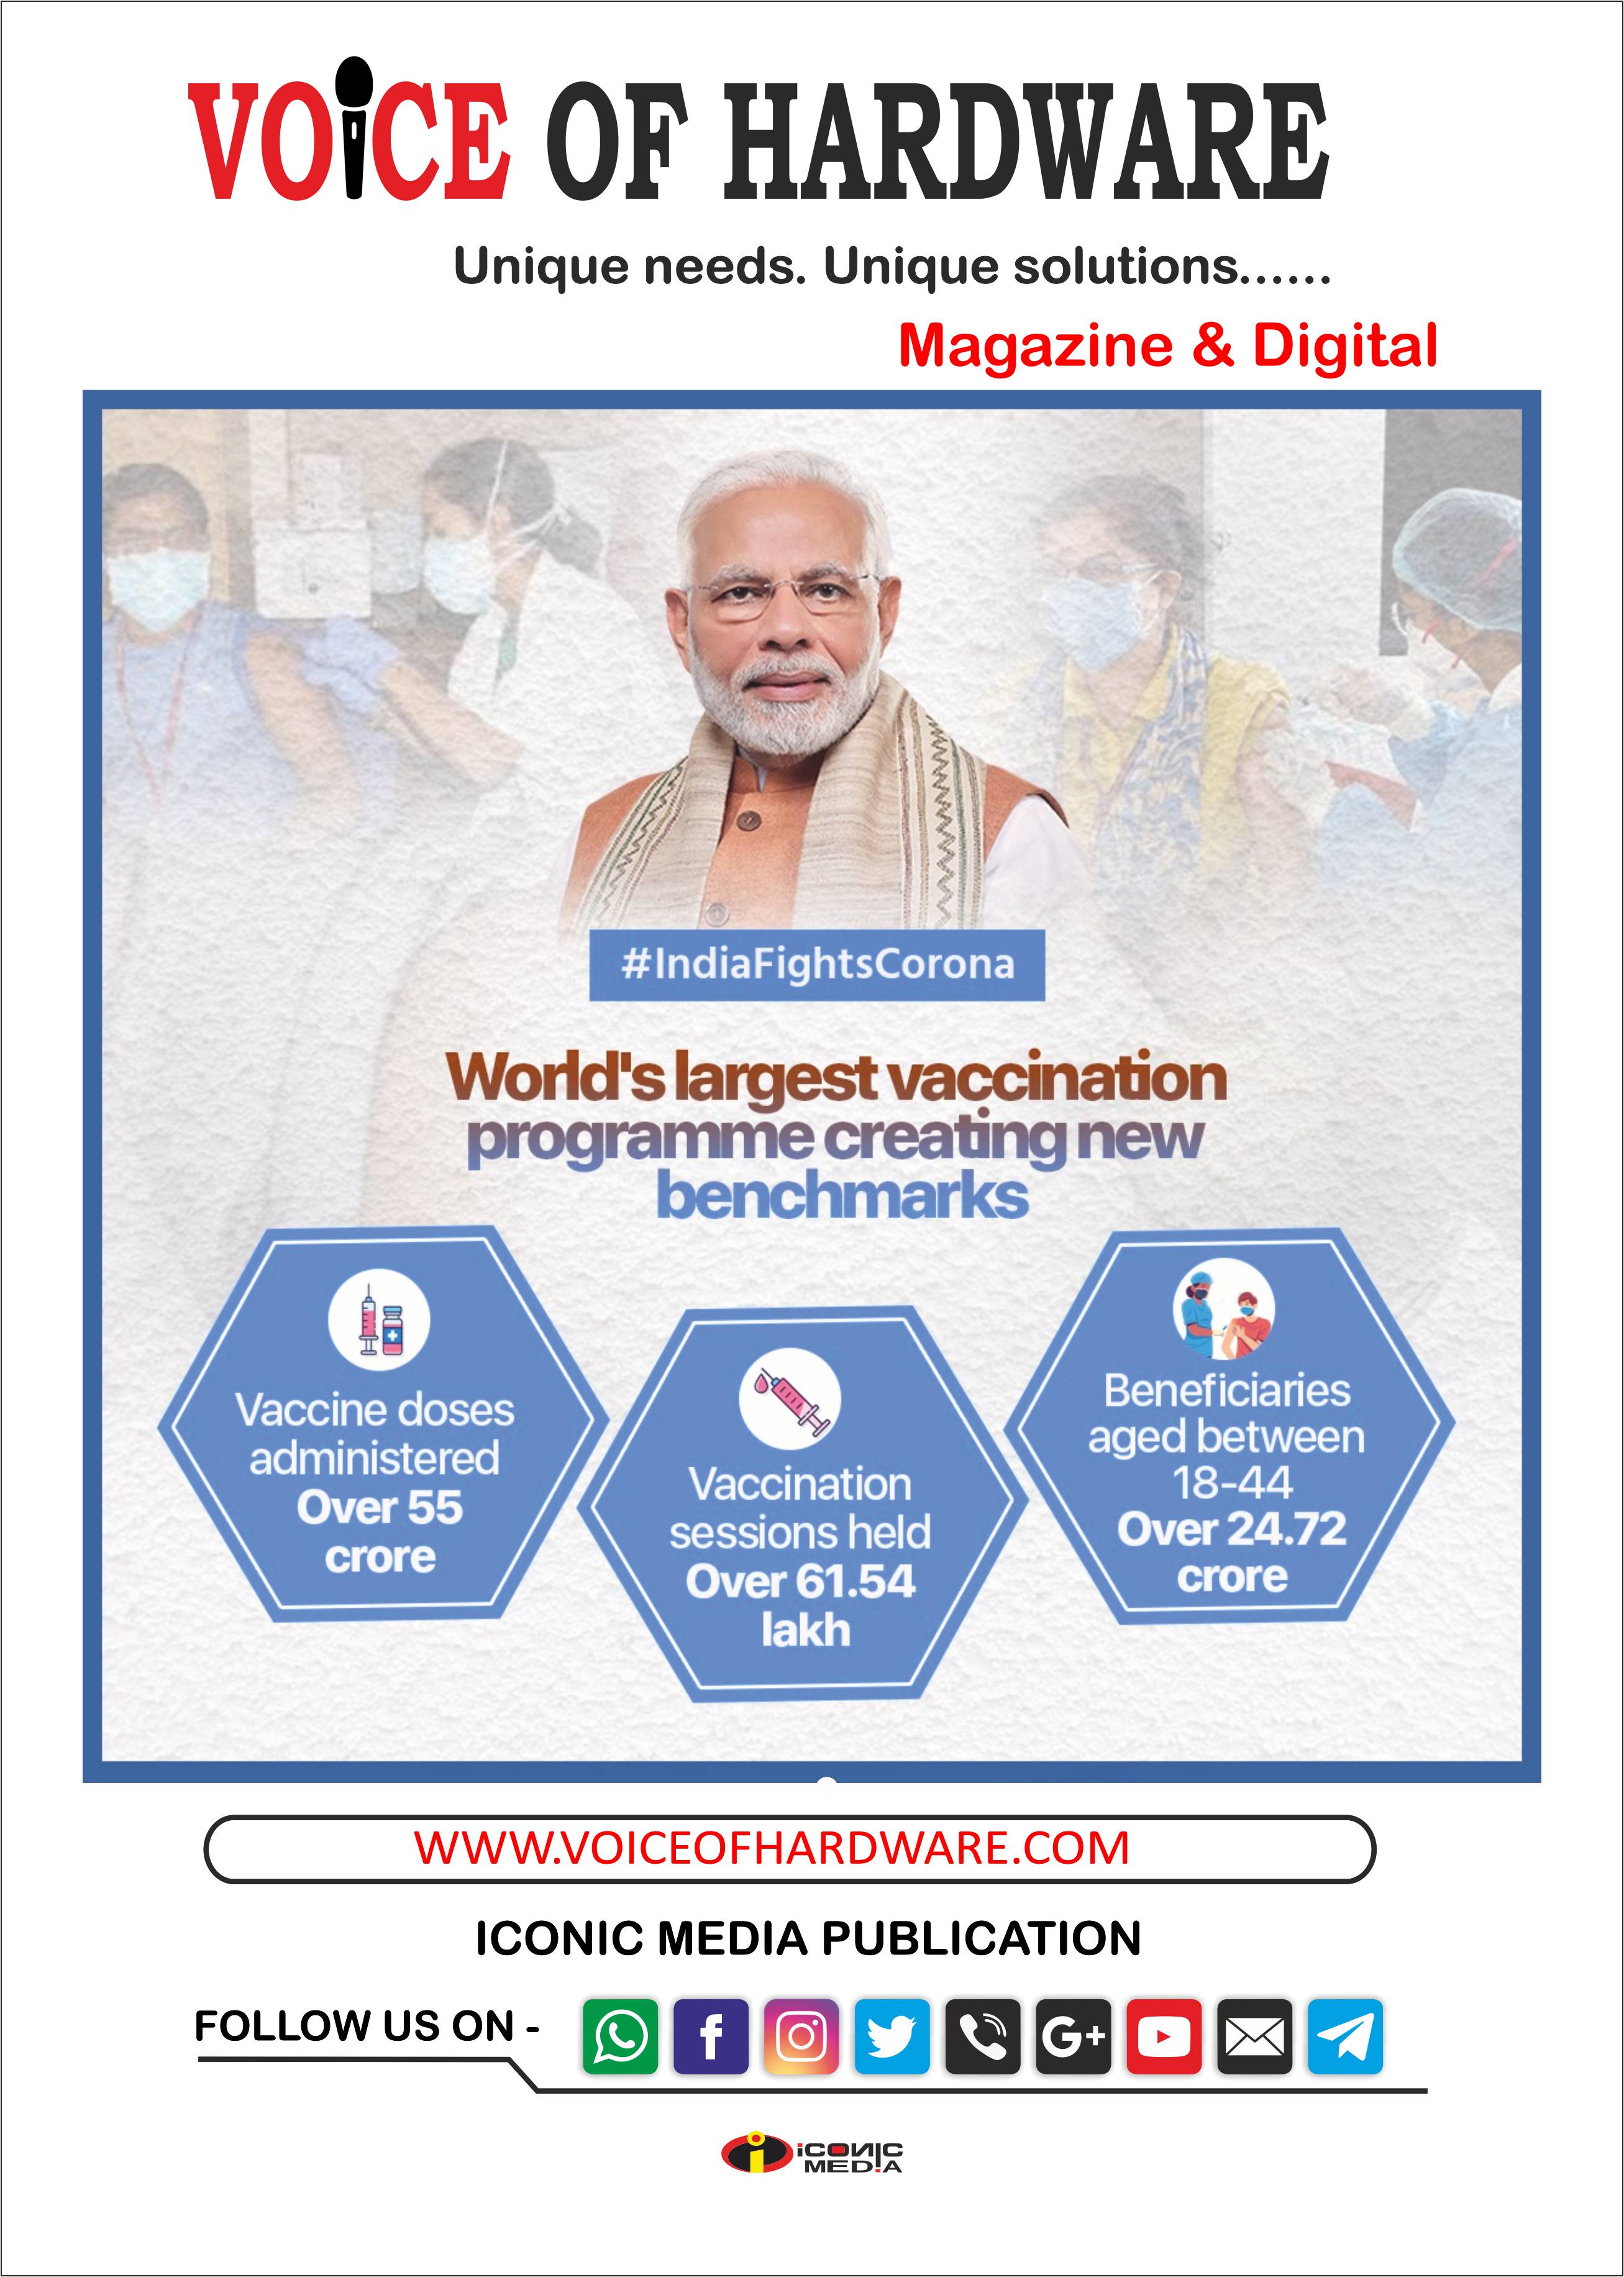 VOiCE OF HARDWARE
Unique needs. Unique solutions......
Magazine & Digital
#IndiaFightsCorona
World's largest vaccination
programme creating new
benchmarks
Vaccine doses
administered
Over 55
crore
Vaccination
sessions held
Over 61.54
lakh
Beneficiaries
aged between
18-44
Over 24.72
crore
WWW.VOICEOFHARDWARE.COM
ICONIC MEDIA PUBLICATION
FOLLOW US ON -
f
G+
i iCONIC
MEDiA